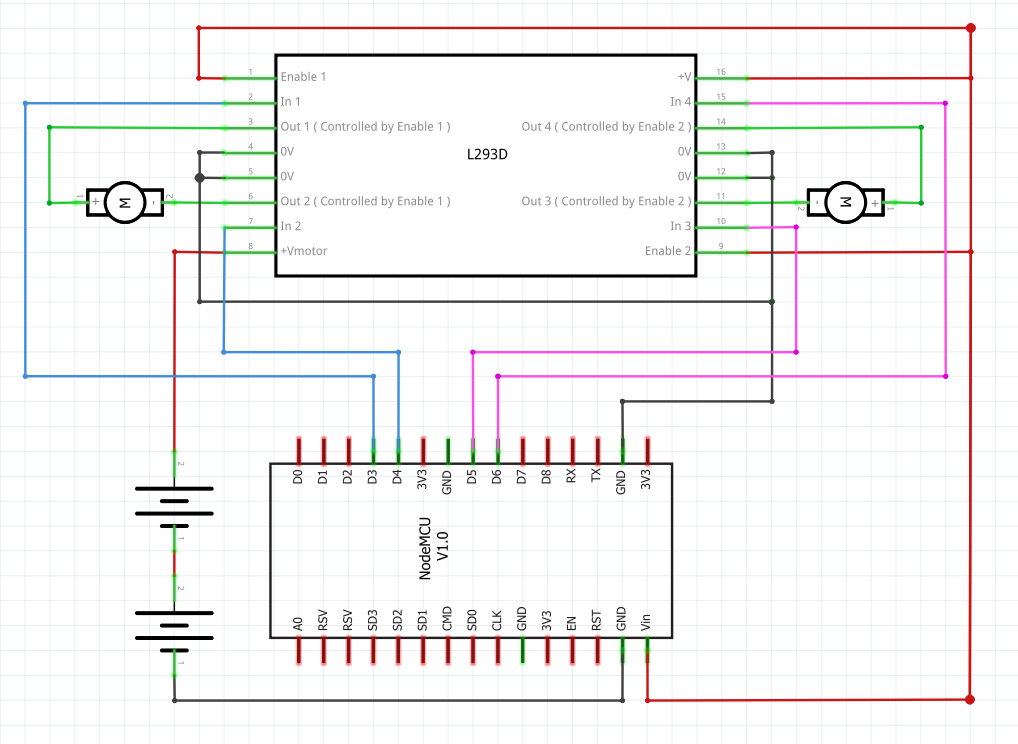 1 Enable 1 +V 16
2 In 1 In 4 15
3 Out 1 ( Controlled by Enable 1 ) Out 4 ( Controlled by Enable 2 ) 14
4 0V 0V 13
L293D
5 0V 0V 12
6 Out 2 ( Controlled by Enable 1 ) Out 3 ( Controlled by Enable 2 ) 11
7 In 2 In 3 10
8 +Vmotor Enable 2 9
1 + M - 2
2 - M + 1
2
1
2
1
D0 D1 D2 D3 D4 3V3 GND D5 D6 D7 D8 RX TX GND 3V3
NodeMCU
V1.0
A0 RSV RSV SD3 SD2 SD1 CMD SD0 CLK GND 3V3 EN RST GND Vin